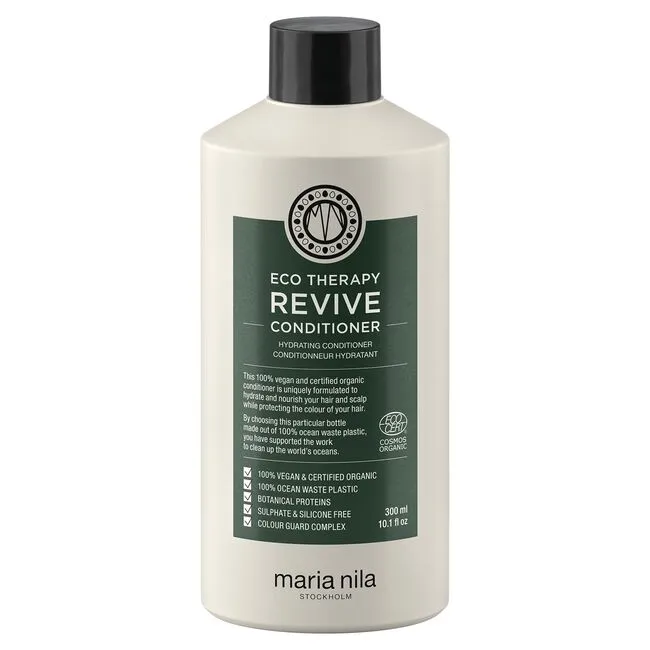 MN
ECO THERAPY
REVIVE
CONDITIONER
HYDRATING CONDITIONER
CONDITIONNEUR HYDRATANT
This 100% vegan and certified organic
conditioner is uniquely formulated to
hydrate and nourish your hair and scalp
while protecting the colour of your hair.
By choosing this particular bottle
made out of 100% ocean waste plastic,
you have supported the work
to clean up the world's oceans.
ECO
CERT
COSMOS
ORGANIC
100% VEGAN & CERTIFIED ORGANIC
100% OCEAN WASTE PLASTIC
BOTANICAL PROTEINS
SULPHATE & SILICONE FREE
COLOUR GUARD COMPLEX
300 ml
10.1 fl oz
maria nila
STOCKHOLM